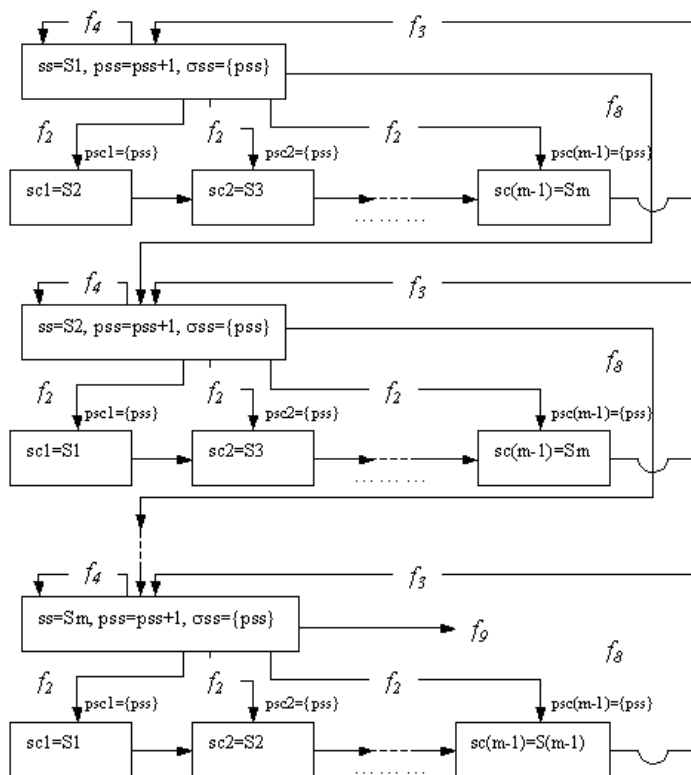 f4 f3
ss=S1, pss=pss+1, σss={pss}
f8
f2 f2 f2
psc1={pss} psc2={pss} psc(m-1)={pss}
sc1=S2 sc2=S3 sc(m-1)=Sm
... ... ...
f4 f3
ss=S2, pss=pss+1, σss={pss}
f8
f2 f2 f2
psc1={pss} psc2={pss} psc(m-1)={pss}
sc1=S1 sc2=S3 sc(m-1)=Sm
... ... ...
f4 f3
ss=Sm, pss=pss+1, σss={pss}
f9
f8
f2 f2 f2
psc1={pss} psc2={pss} psc(m-1)={pss}
sc1=S1 sc2=S2 sc(m-1)=S(m-1)
... ... ...